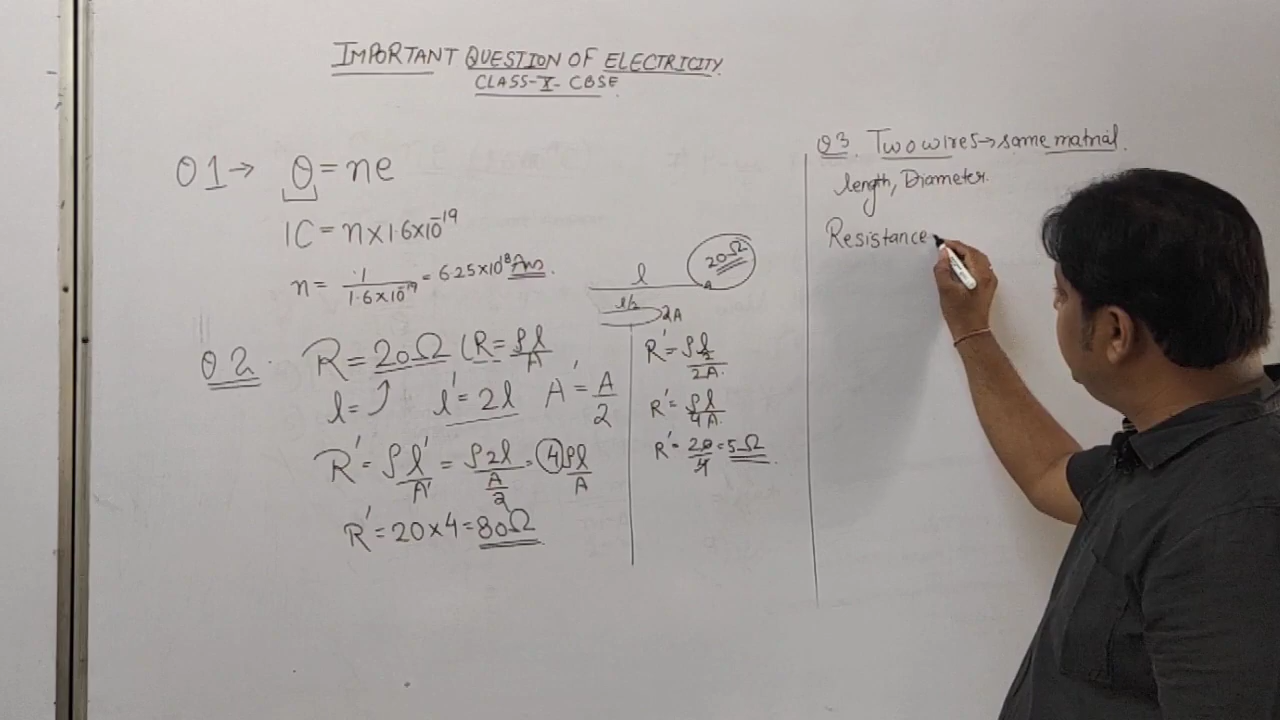 IMPORTANT QUESTION OF ELECTRICITY
CLASS-X- CBSE
Q1→ Q=ne
1C = n×1.6×10⁻¹⁹
n = 1/(1.6×10⁻¹⁹) = 6.25×10¹⁸ Ans.
l 20Ω
l/2 2A
Q2. R=20Ω (R=ρl/A
l= l'=2l A'=A/2
R'=ρl'/A' = ρ2l/(A/2) = 4ρl/A
R'=20×4=80Ω
R'=ρ(l/2)/2A.
R'=ρl/4A.
R'=20/4=5Ω
Q3. Two wires→same matrial.
length, Diameter.
Resistance